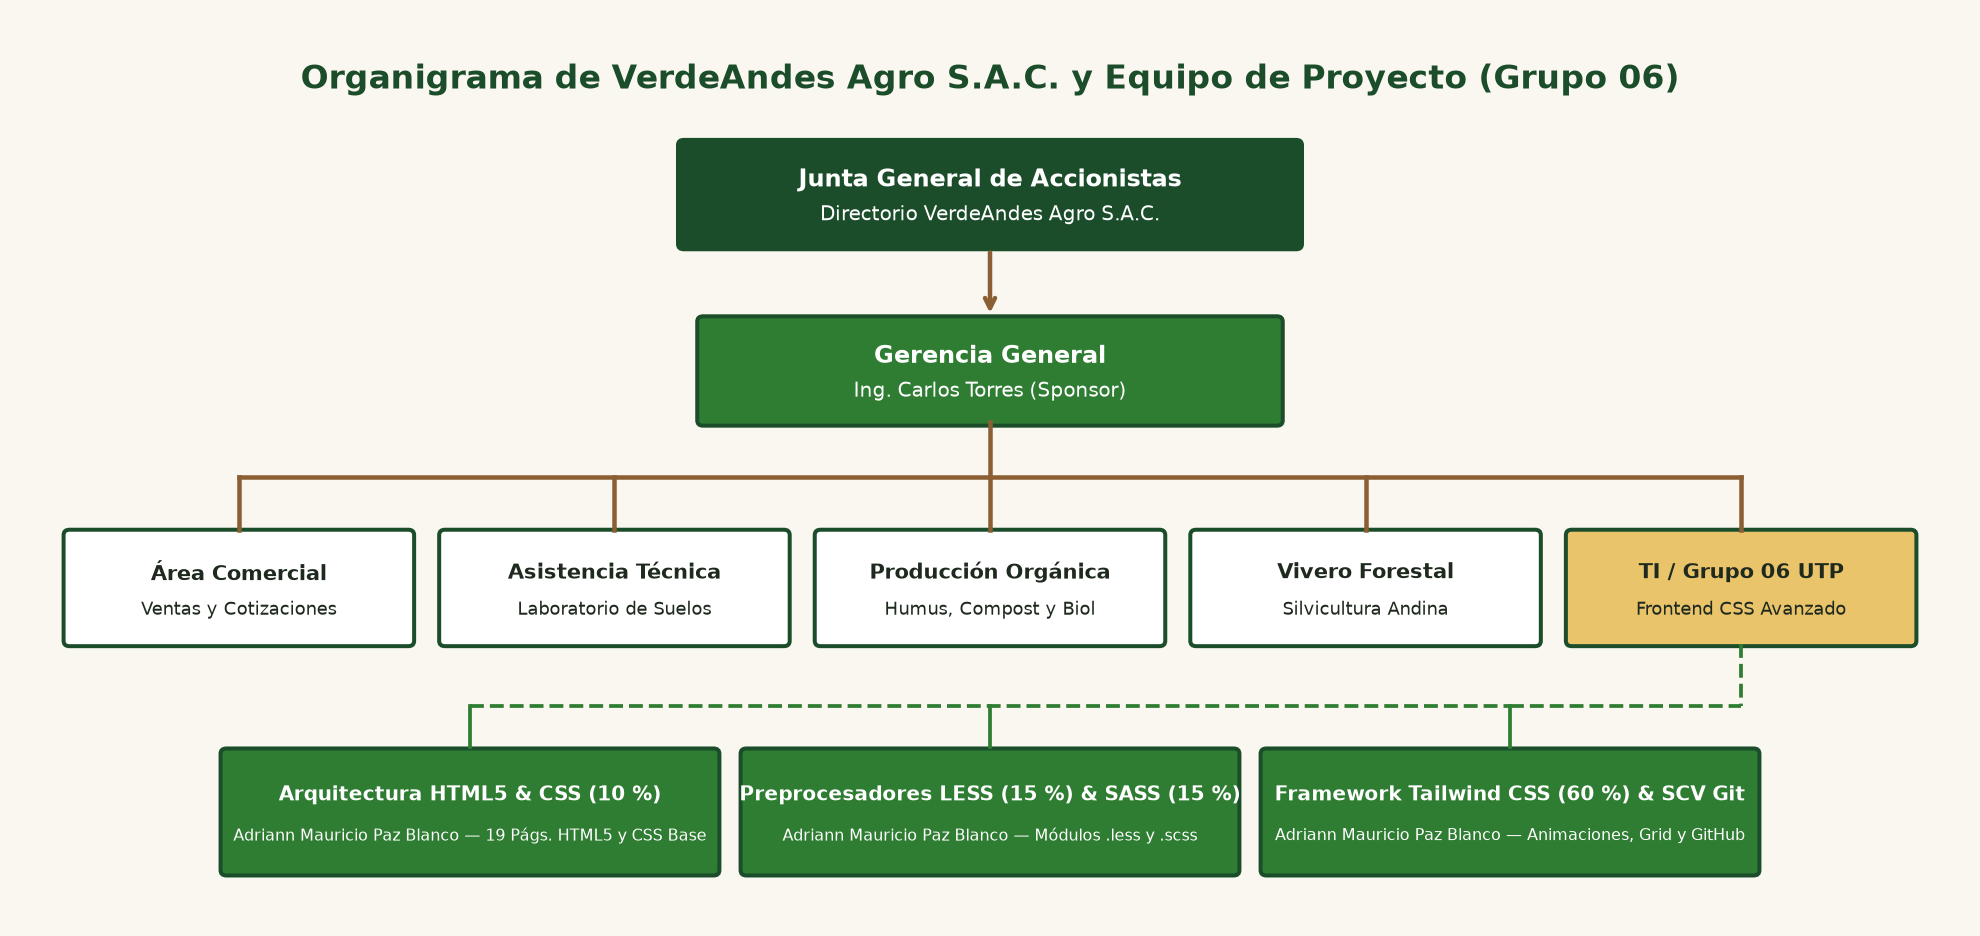 Organigrama de VerdeAndes Agro S.A.C. y Equipo de Proyecto (Grupo 06)
Junta General de Accionistas
Directorio VerdeAndes Agro S.A.C.
Gerencia General
Ing. Carlos Torres (Sponsor)
Área Comercial
Ventas y Cotizaciones
Asistencia Técnica
Laboratorio de Suelos
Producción Orgánica
Humus, Compost y Biol
Vivero Forestal
Silvicultura Andina
TI / Grupo 06 UTP
Frontend CSS Avanzado
Arquitectura HTML5 & CSS (10 %)
Adriann Mauricio Paz Blanco — 19 Págs. HTML5 y CSS Base
Preprocesadores LESS (15 %) & SASS (15 %)
Adriann Mauricio Paz Blanco — Módulos .less y .scss
Framework Tailwind CSS (60 %) & SCV Git
Adriann Mauricio Paz Blanco — Animaciones, Grid y GitHub